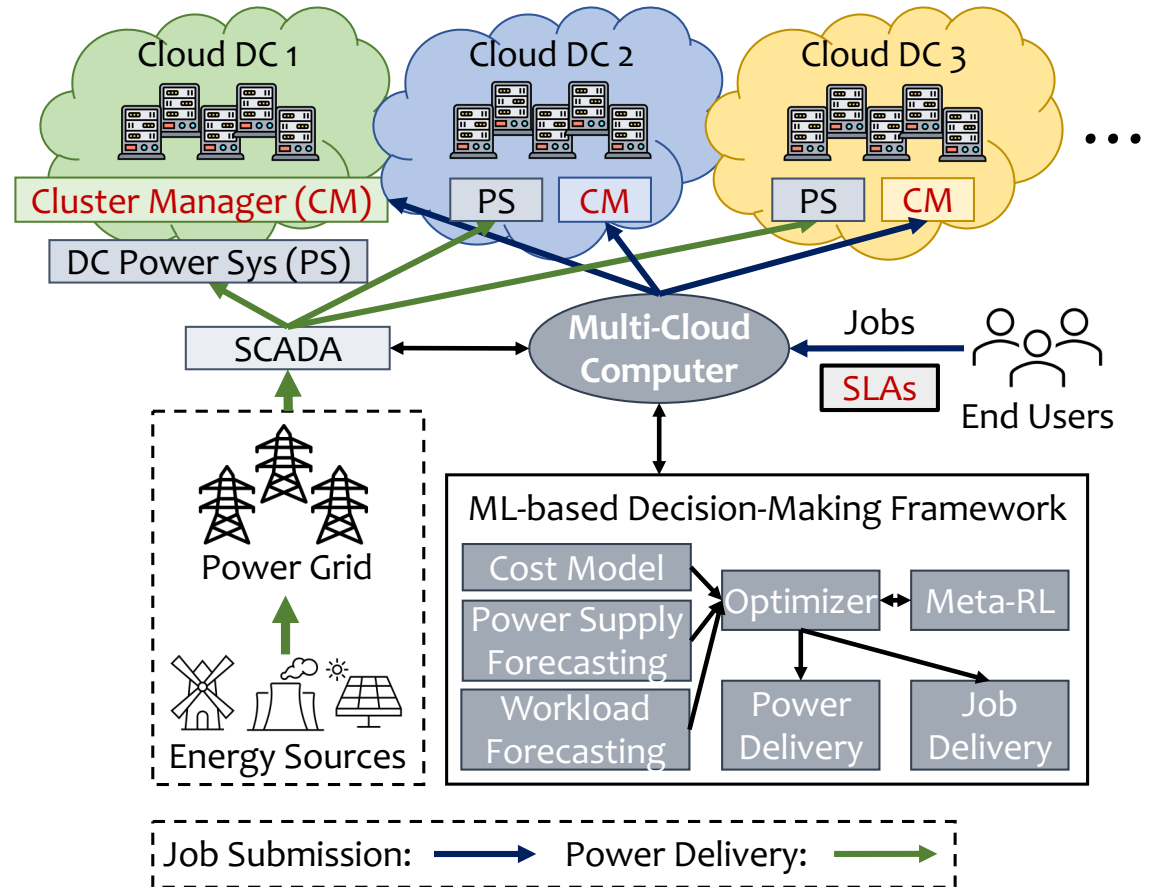 Cloud DC 1
Cloud DC 2
Cloud DC 3
...
Cluster Manager (CM)
PS
CM
PS
CM
DC Power Sys (PS)
SCADA
Multi-Cloud
Computer
Jobs
SLAs
End Users
Power Grid
Energy Sources
ML-based Decision-Making Framework
Cost Model
Power Supply
Forecasting
Workload
Forecasting
Optimizer
Meta-RL
Power
Delivery
Job
Delivery
Job Submission:
Power Delivery: